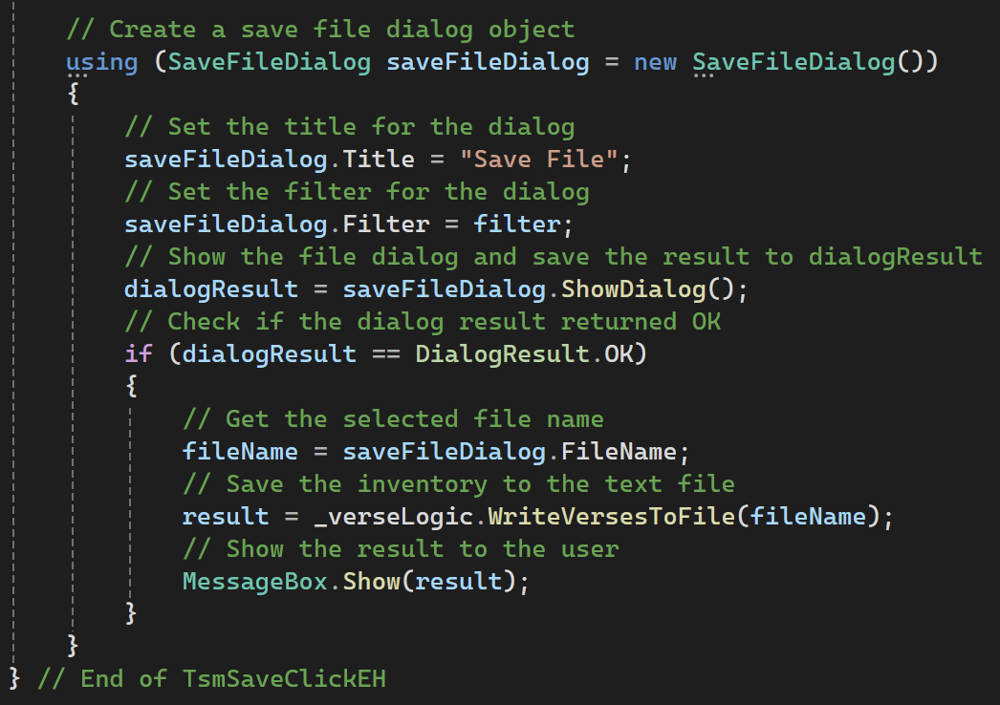 // Create a save file dialog object
using (SaveFileDialog saveFileDialog = new SaveFileDialog())
{
// Set the title for the dialog
saveFileDialog.Title = "Save File";
// Set the filter for the dialog
saveFileDialog.Filter = filter;
// Show the file dialog and save the result to dialogResult
dialogResult = saveFileDialog.ShowDialog();
// Check if the dialog result returned OK
if (dialogResult == DialogResult.OK)
{
// Get the selected file name
fileName = saveFileDialog.FileName;
// Save the inventory to the text file
result = _verseLogic.WriteVersesToFile(fileName);
// Show the result to the user
MessageBox.Show(result);
}
}
} // End of TsmSaveClickEH